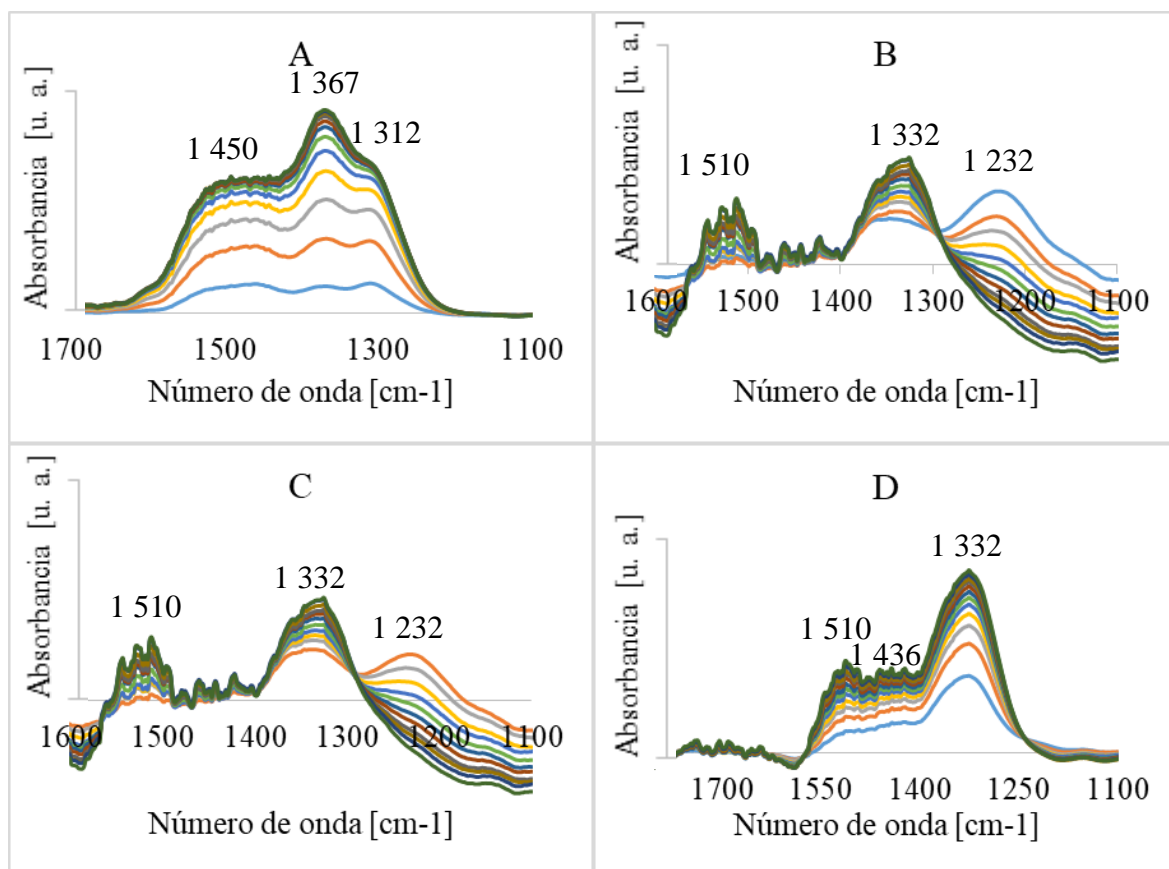 A
1 367
1 450
1 312
Absorbancia [u. a.]
1700
1500
1300
1100
Número de onda [cm-1]
B
1 332
1 510
1 232
Absorbancia [u. a.]
1600
1500
1400
1300
1200
1100
Número de onda [cm-1]
C
1 332
1 510
1 232
Absorbancia [u. a.]
1600
1500
1400
1300
1200
1100
Número de onda [cm-1]
D
1 332
1 510
1 436
Absorbancia [u. a.]
1700
1550
1400
1250
1100
Número de onda [cm-1]